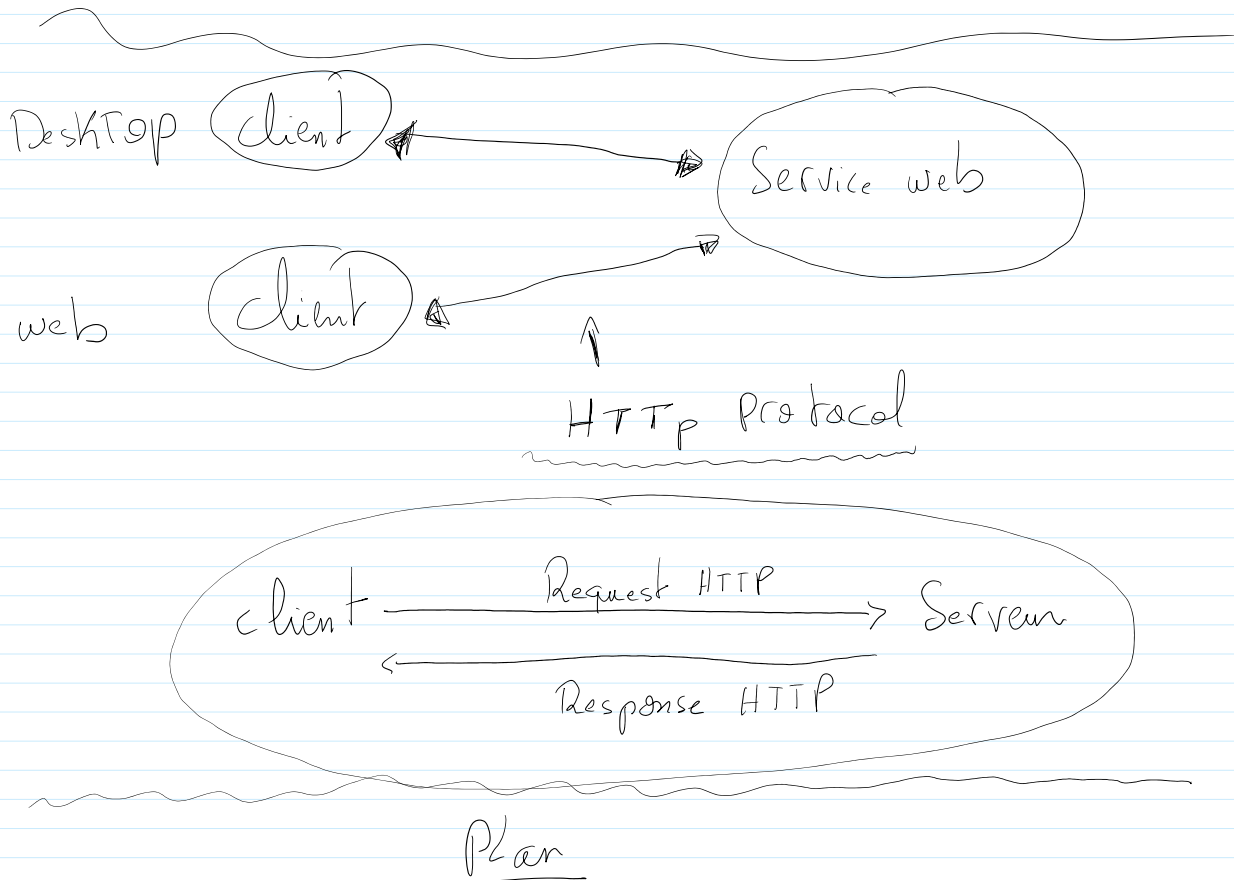 DeskTop client
Service web
web client
HTTp Protocol
Request HTTP
client Serveur
Response HTTP
Plan